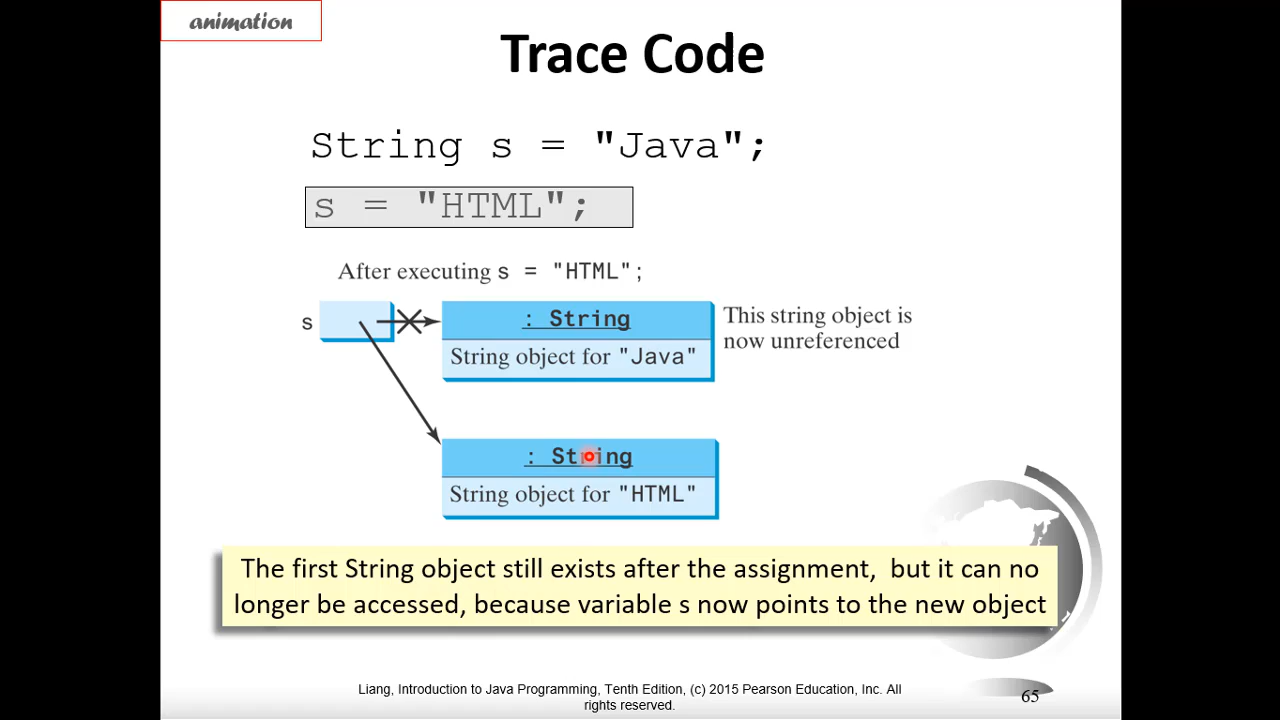 animation
Trace Code
String s = "Java";
s = "HTML";
After executing s = "HTML";
s
: String
String object for "Java"
This string object is
now unreferenced
: String
String object for "HTML"
The first String object still exists after the assignment, but it can no
longer be accessed, because variable s now points to the new object
Liang, Introduction to Java Programming, Tenth Edition, (c) 2015 Pearson Education, Inc. All
rights reserved.
65